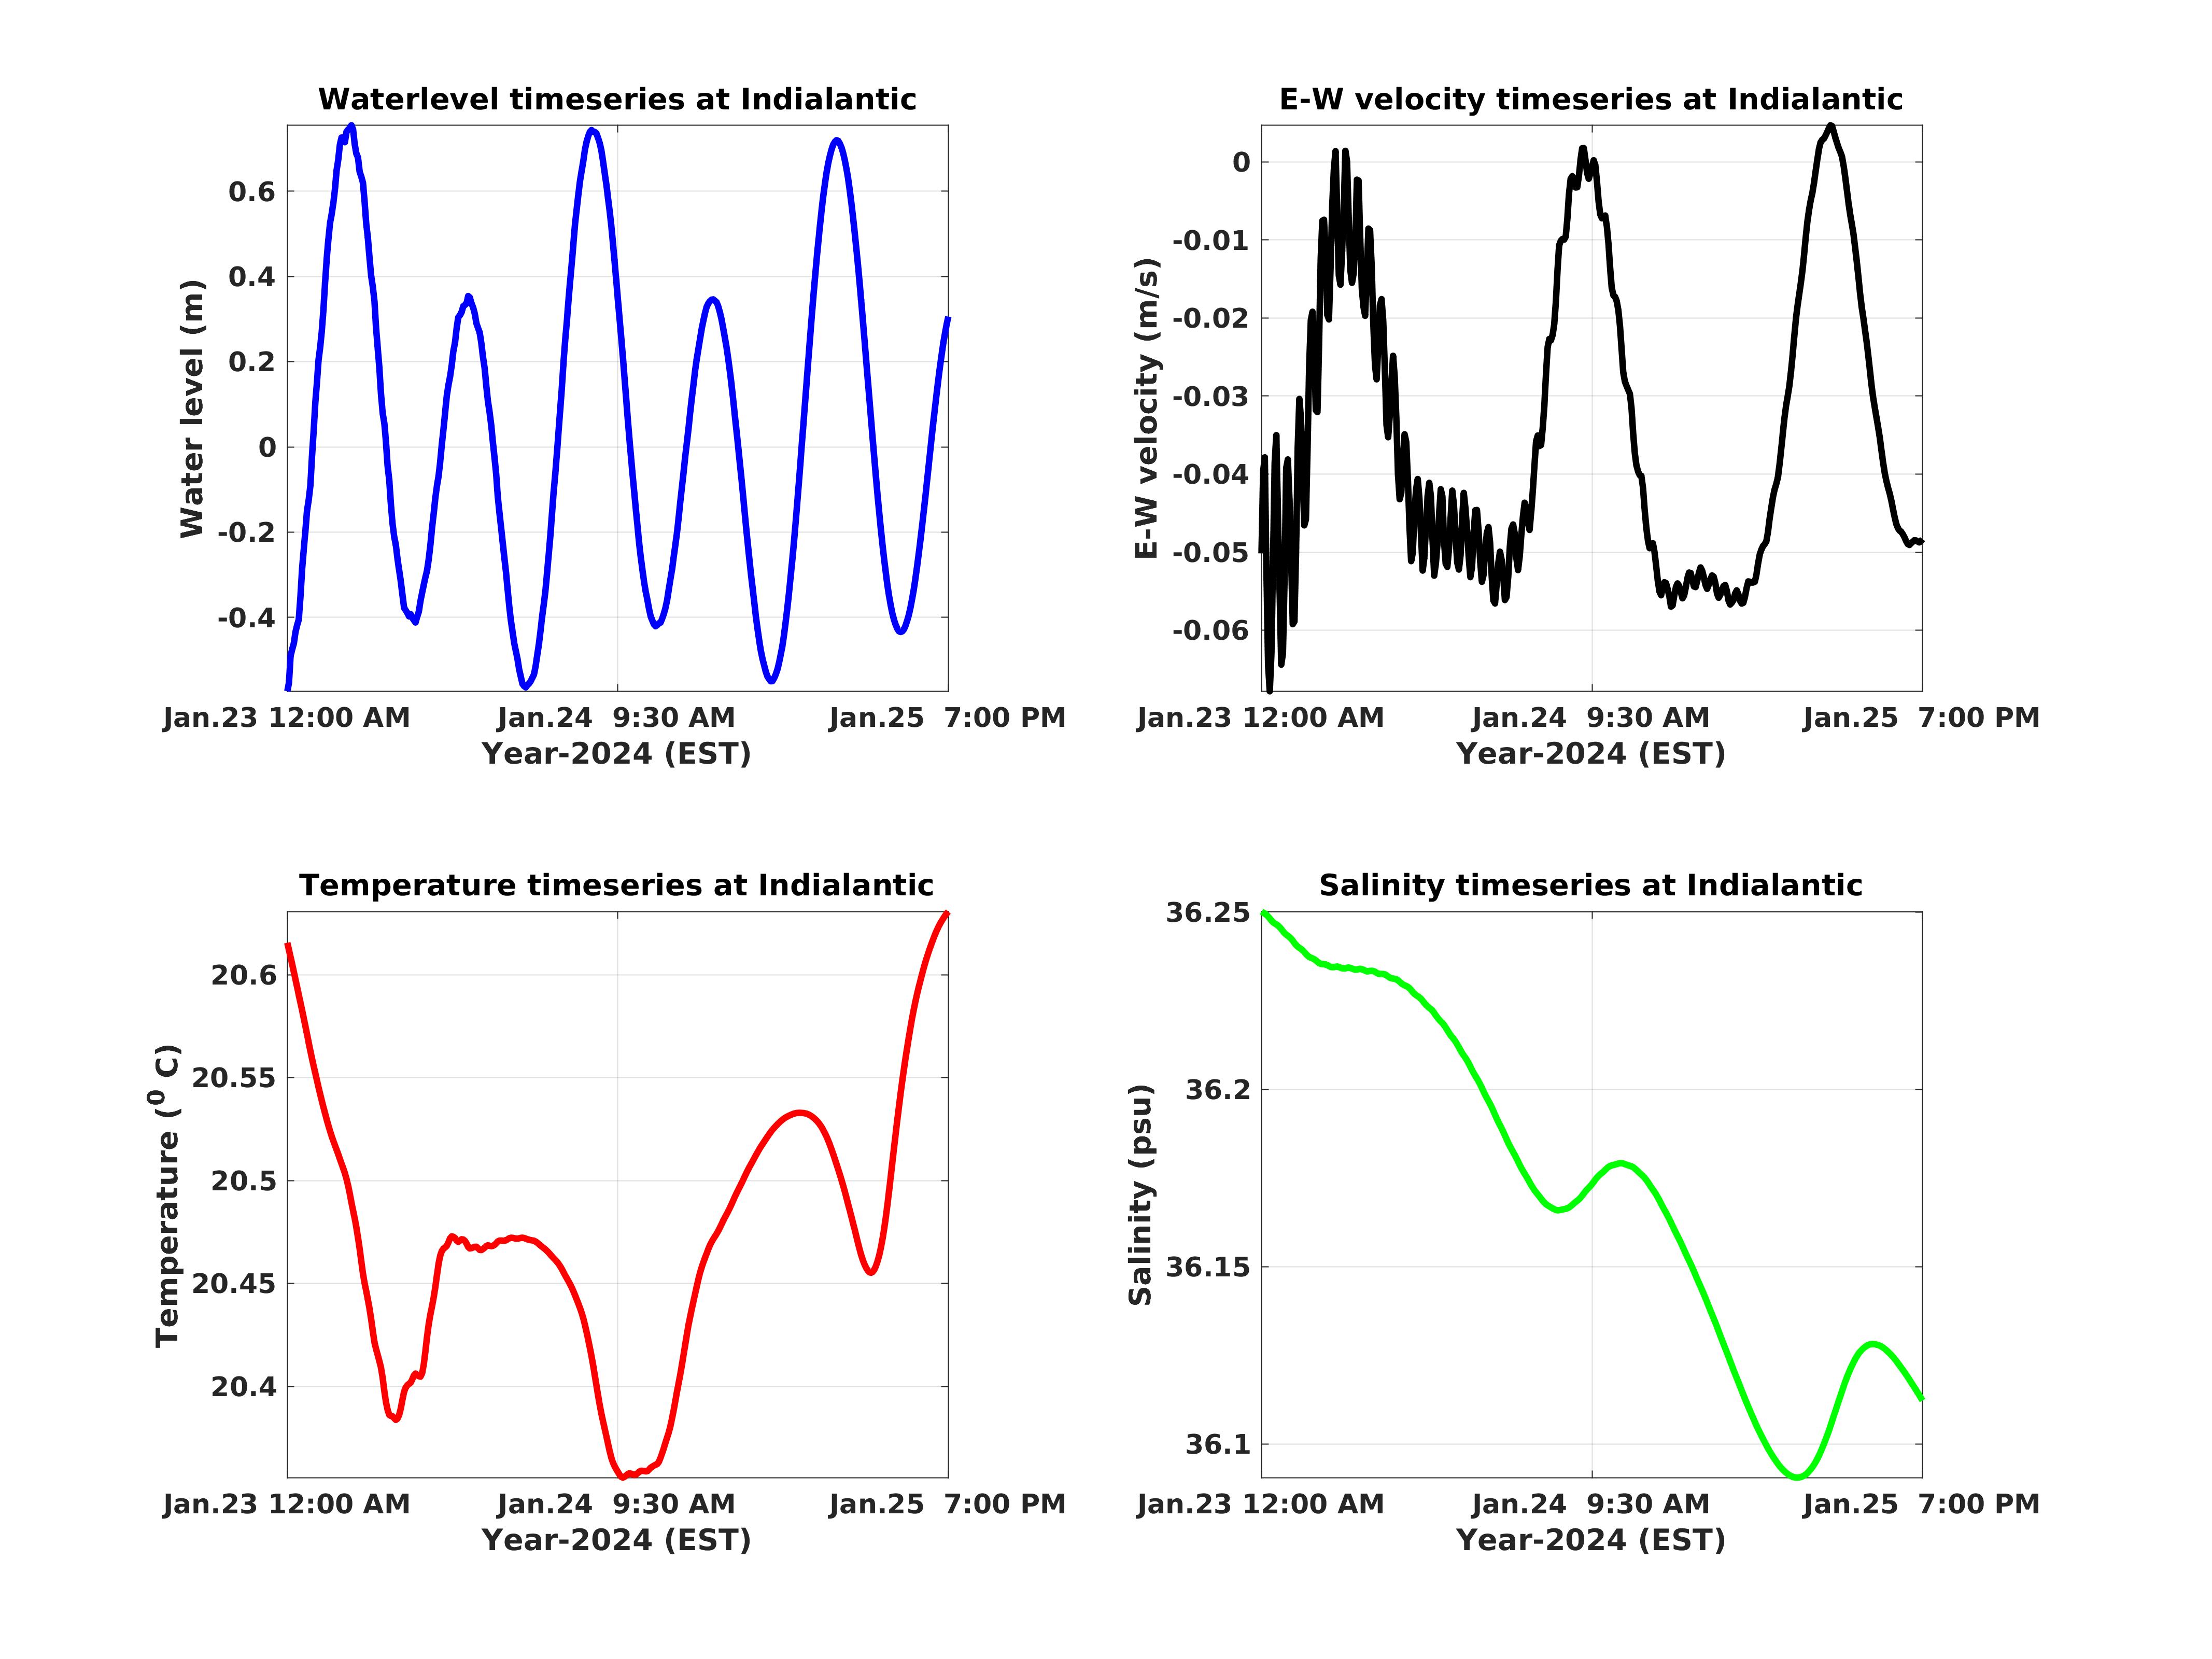 Waterlevel timeseries at Indialantic
Water level (m)
0.6
0.4
0.2
0
-0.2
-0.4
Jan.23 12:00 AM Jan.24 9:30 AM Jan.25 7:00 PM
Year-2024 (EST)
E-W velocity timeseries at Indialantic
E-W velocity (m/s)
0
-0.01
-0.02
-0.03
-0.04
-0.05
-0.06
Jan.23 12:00 AM Jan.24 9:30 AM Jan.25 7:00 PM
Year-2024 (EST)
Temperature timeseries at Indialantic
Temperature (⁰ C)
20.6
20.55
20.5
20.45
20.4
Jan.23 12:00 AM Jan.24 9:30 AM Jan.25 7:00 PM
Year-2024 (EST)
Salinity timeseries at Indialantic
Salinity (psu)
36.25
36.2
36.15
36.1
Jan.23 12:00 AM Jan.24 9:30 AM Jan.25 7:00 PM
Year-2024 (EST)